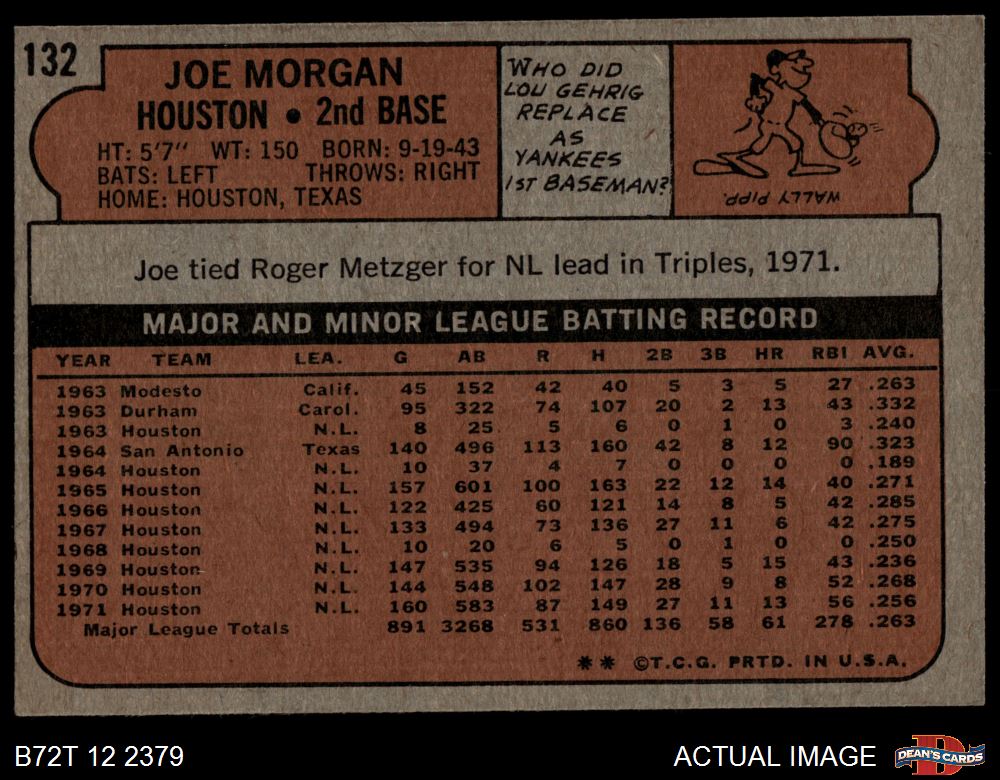 132
JOE MORGAN
HOUSTON • 2nd BASE
HT: 5'7" WT: 150 BORN: 9-19-43
BATS: LEFT THROWS: RIGHT
HOME: HOUSTON, TEXAS
WHO DID
LOU GEHRIG
REPLACE
AS
YANKEES
1ST BASEMAN?
WALLY PIPP.
Joe tied Roger Metzger for NL lead in Triples, 1971.
MAJOR AND MINOR LEAGUE BATTING RECORD
YEAR TEAM LEA. G AB R H 2B 3B HR RBI AVG.
1963 Modesto Calif. 45 152 42 40 5 3 5 27 .263
1963 Durham Carol. 95 322 74 107 20 2 13 43 .332
1963 Houston N.L. 8 25 5 6 0 1 0 3 .240
1964 San Antonio Texas 140 496 113 160 42 8 12 90 .323
1964 Houston N.L. 10 37 4 7 0 0 0 0 .189
1965 Houston N.L. 157 601 100 163 22 12 14 40 .271
1966 Houston N.L. 122 425 60 121 14 8 5 42 .285
1967 Houston N.L. 133 494 73 136 27 11 6 42 .275
1968 Houston N.L. 10 20 6 5 0 1 0 0 .250
1969 Houston N.L. 147 535 94 126 18 5 15 43 .236
1970 Houston N.L. 144 548 102 147 28 9 8 52 .268
1971 Houston N.L. 160 583 87 149 27 11 13 56 .256
Major League Totals 891 3268 531 860 136 58 61 278 .263
** ©T.C.G. PRTD. IN U.S.A.
B72T 12 2379
ACTUAL IMAGE
D
DEAN'S CARDS